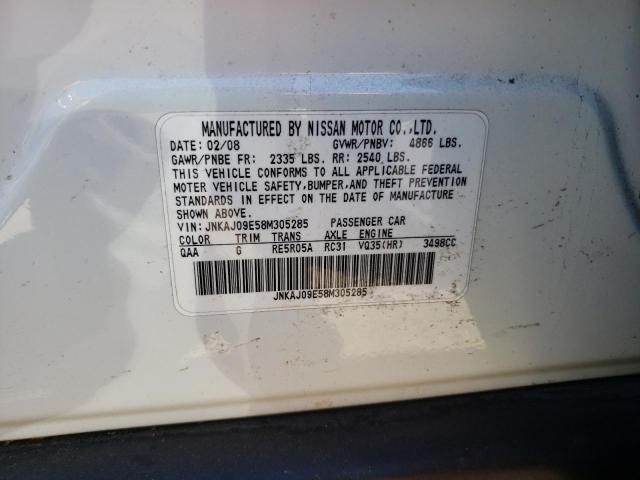 MANUFACTURED BY NISSAN MOTOR CO.,LTD.
DATE: 02/08 GVWR/PNBV: 4866 LBS.
GAWR/PNBE FR: 2335 LBS. RR: 2540 LBS.
THIS VEHICLE CONFORMS TO ALL APPLICABLE FEDERAL
MOTOR VEHICLE SAFETY,BUMPER,AND THEFT PREVENTION
STANDARDS IN EFFECT ON THE DATE OF MANUFACTURE
SHOWN ABOVE.
VIN: JNKAJ09E58M305285 PASSENGER CAR
COLOR TRIM TRANS AXLE ENGINE
QAA G RE5R05A RC31 VQ35(HR) 3498CC
JNKAJ09E58M305285